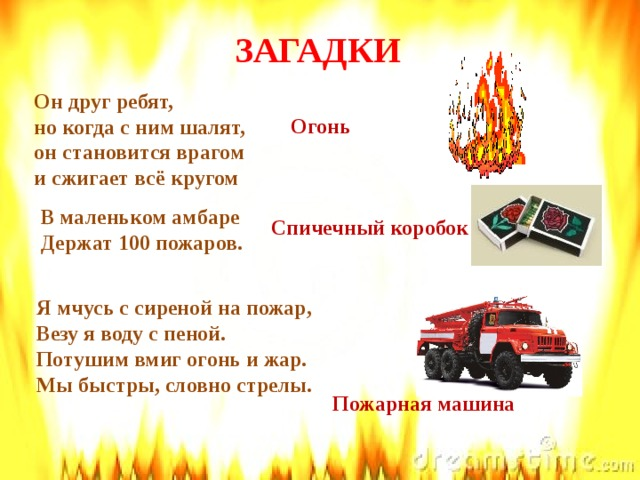 ЗАГАДКИ
Он друг ребят,
но когда с ним шалят,
он становится врагом
и сжигает всё кругом
Огонь
В маленьком амбаре
Держат 100 пожаров.
Спичечный коробок
Я мчусь с сиреной на пожар,
Везу я воду с пеной.
Потушим вмиг огонь и жар.
Мы быстры, словно стрелы.
Пожарная машина
dreamstime.com